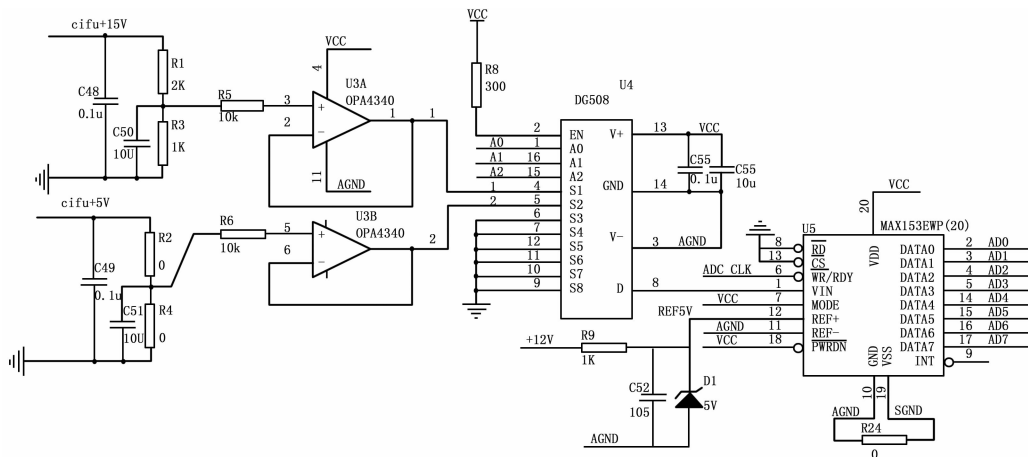 cifu+15V
C48
0.1u
C50
10U
R1
2K
R3
1K
R5
10k
VCC
4
U3A
OPA4340
3
+
2
−
1
1
11
AGND
cifu+5V
C49
0.1u
C51
10U
R2
0
R4
0
R6
10k
U3B
OPA4340
5
+
6
−
2
VCC
R8
300
U4
DG508
2 EN
A0 1 A0
A1 16 A1
A2 15 A2
1 4 S1
2 5 S2
6 S3
7 S4
12 S5
11 S6
10 S7
9 S8
V+ 13 VCC
GND 14
V- 3 AGND
D 8
C55
0.1u
C55
10u
VCC
20
U5
MAX153EWP(20)
VDD
8 RD
13 CS
ADC CLK 6 WR/RDY
1 VIN
VCC 7 MODE
REF5V 12 REF+
AGND 11 REF-
VCC 18 PWRDN
DATA0 2 AD0
DATA1 3 AD1
DATA2 4 AD2
DATA3 5 AD3
DATA4 14 AD4
DATA5 15 AD5
DATA6 16 AD6
DATA7 17 AD7
INT 9
GND
VSS
10
19
AGND
SGND
R24
0
+12V
R9
1K
C52
105
D1
5V
AGND